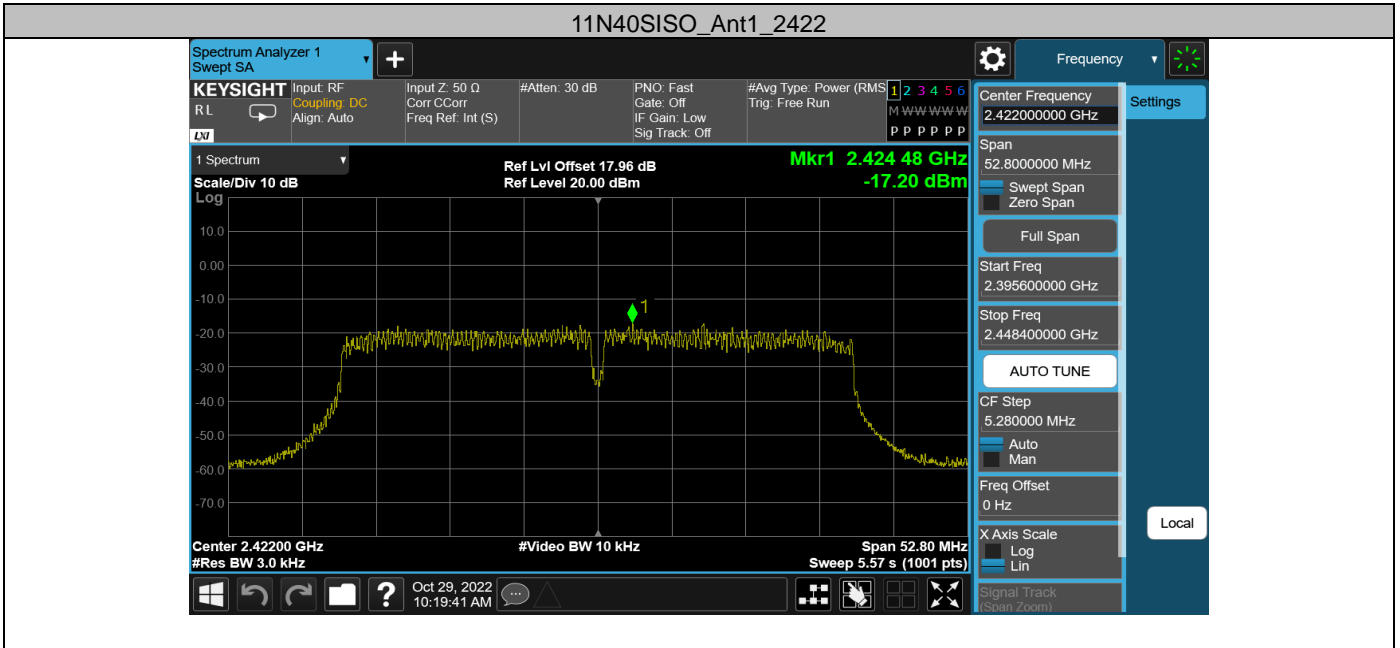 11N40SISO_Ant1_2422
Spectrum Analyzer 1
Swept SA
Frequency
KEYSIGHT
RL
LXI
Input: RF
Coupling: DC
Align: Auto
Input Z: 50 Ω
Corr CCorr
Freq Ref: Int (S)
#Atten: 30 dB
PNO: Fast
Gate: Off
IF Gain: Low
Sig Track: Off
#Avg Type: Power (RMS
Trig: Free Run
1 2 3 4 5 6
M W W W W W
P P P P P P
1 Spectrum
Scale/Div 10 dB
Ref Lvl Offset 17.96 dB
Ref Level 20.00 dBm
Mkr1 2.424 48 GHz
-17.20 dBm
Log
10.0
0.00
-10.0
-20.0
-30.0
-40.0
-50.0
-60.0
-70.0
1
Center 2.42200 GHz
#Res BW 3.0 kHz
#Video BW 10 kHz
Span 52.80 MHz
Sweep 5.57 s (1001 pts)
Oct 29, 2022
10:19:41 AM
Center Frequency
2.422000000 GHz
Span
52.8000000 MHz
Swept Span
Zero Span
Full Span
Start Freq
2.395600000 GHz
Stop Freq
2.448400000 GHz
AUTO TUNE
CF Step
5.280000 MHz
Auto
Man
Freq Offset
0 Hz
X Axis Scale
Log
Lin
Signal Track
(Span Zoom)
Settings
Local